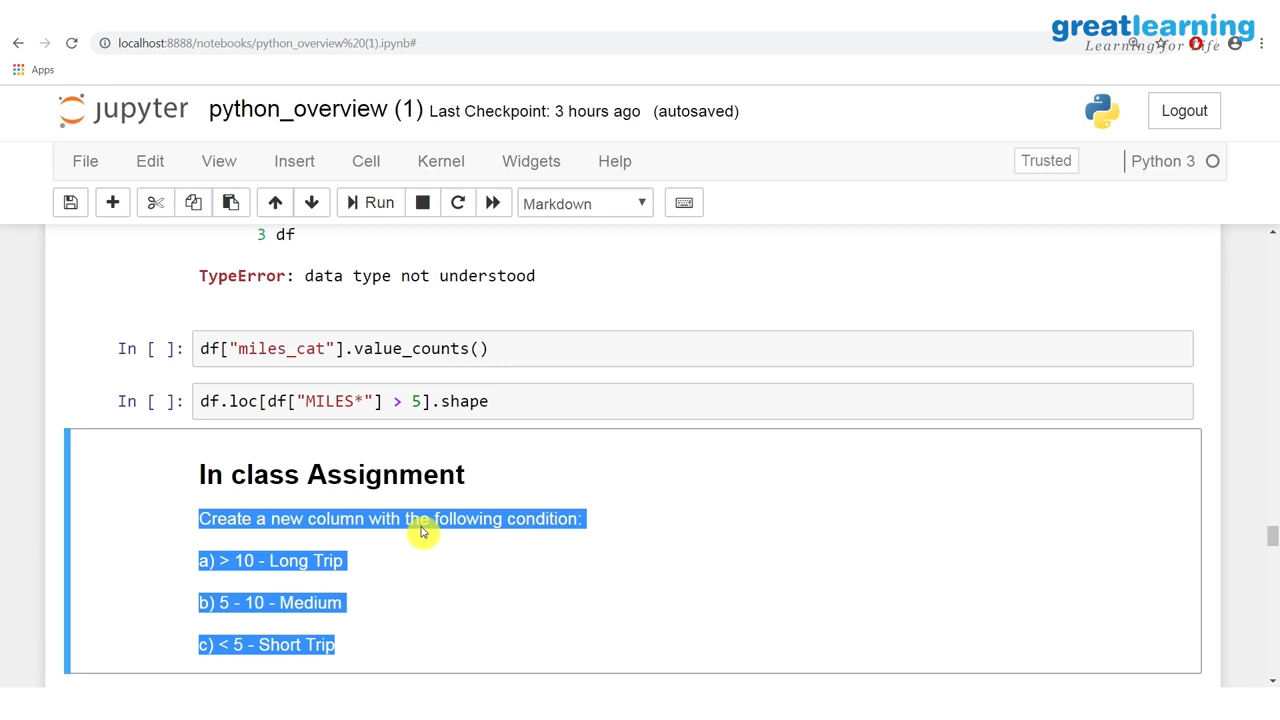 greatlearning
Learning for Life
localhost:8888/notebooks/python_overview%20(1).ipynb#
Apps
jupyter python_overview (1) Last Checkpoint: 3 hours ago (autosaved)
Logout
File Edit View Insert Cell Kernel Widgets Help
Trusted Python 3
Run Markdown
3 df
TypeError: data type not understood
In [ ]: df["miles_cat"].value_counts()
In [ ]: df.loc[df["MILES*"] > 5].shape
In class Assignment
Create a new column with the following condition:
a) > 10 - Long Trip
b) 5 - 10 - Medium
c) < 5 - Short Trip